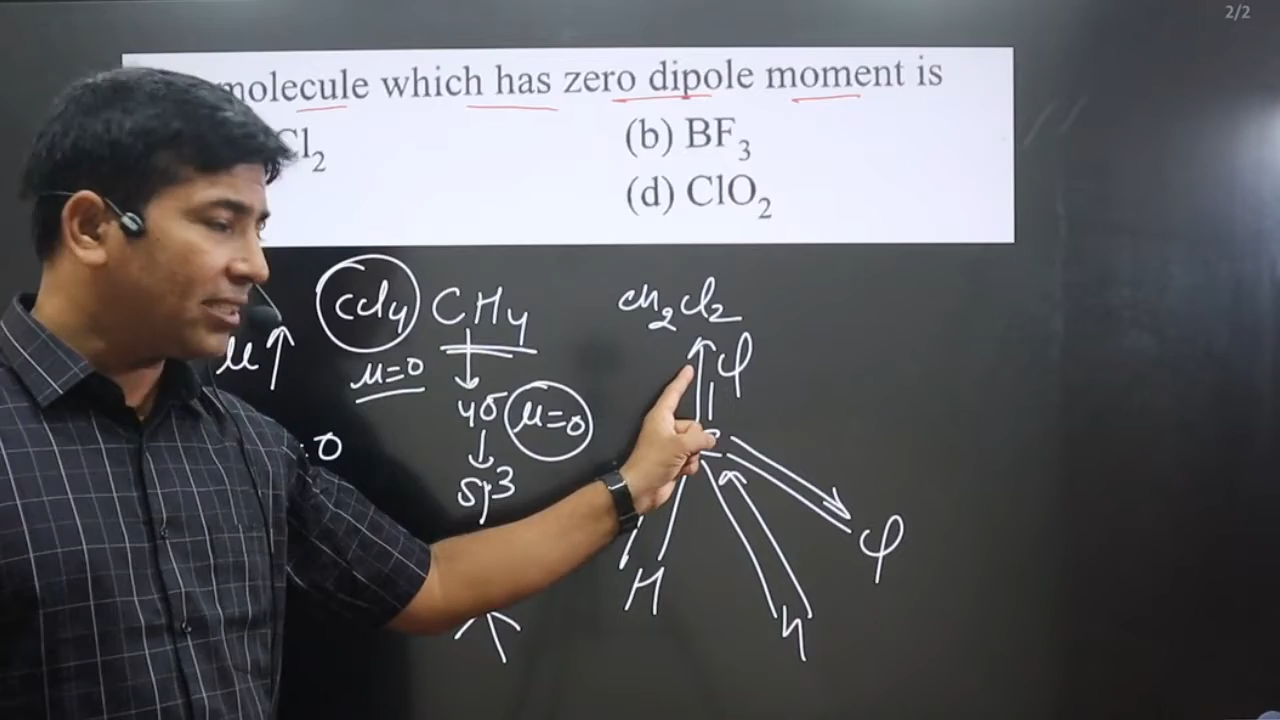 2/2
molecule which has zero dipole moment is
Cl₂
(b) BF₃
(d) ClO₂
CCl₄ CH₄ CH₂Cl₂
μ↑ μ=0 Cl
4σ μ=0
0
sp³
Cl
H
H